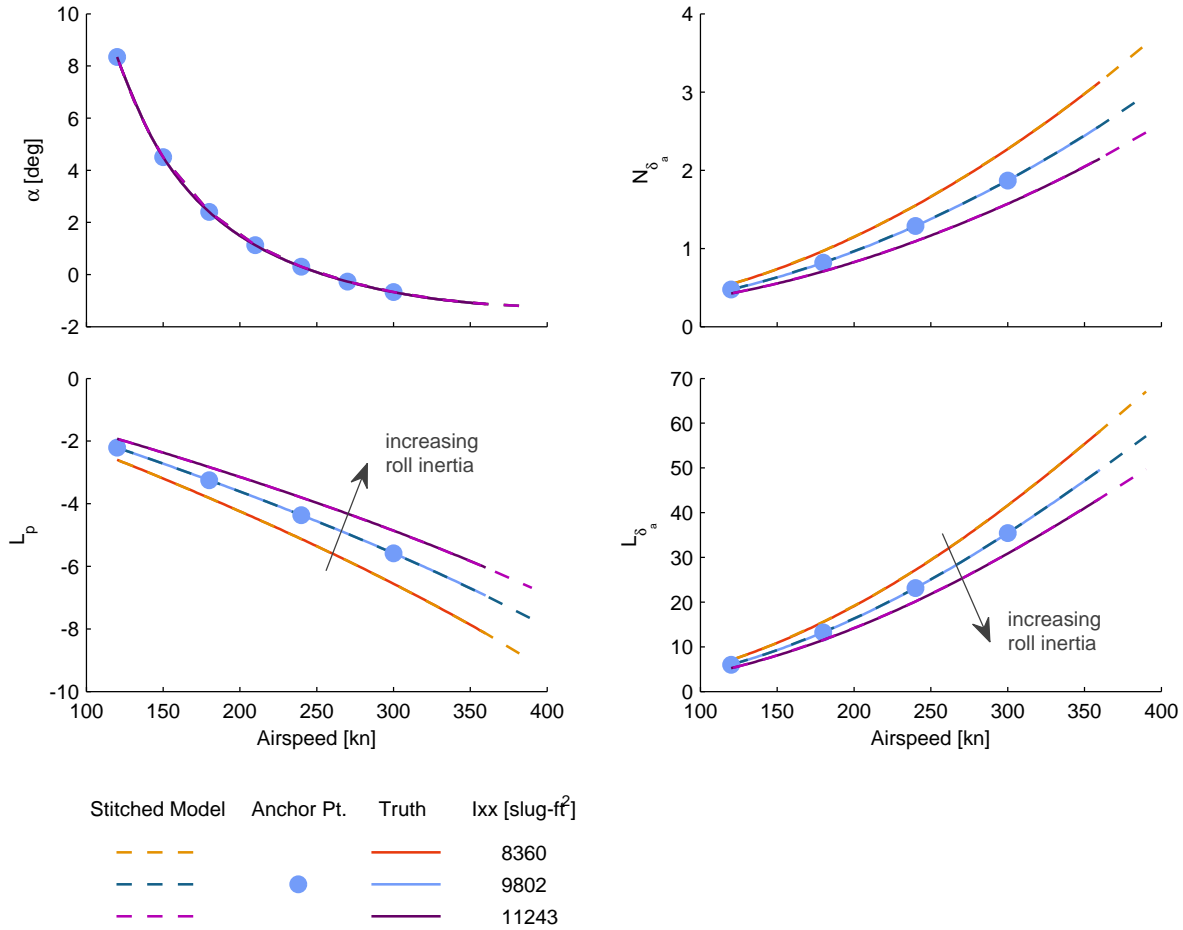 10
8
6
4
2
0
-2
α [deg]
4
3
2
1
0
N_δ_a
0
-2
-4
-6
-8
-10
L_p
increasing
roll inertia
100 150 200 250 300 350 400
Airspeed [kn]
70
60
50
40
30
20
10
0
L_δ_a
increasing
roll inertia
100 150 200 250 300 350 400
Airspeed [kn]
Stitched Model Anchor Pt. Truth Ixx [slug-ft²]
8360
9802
11243